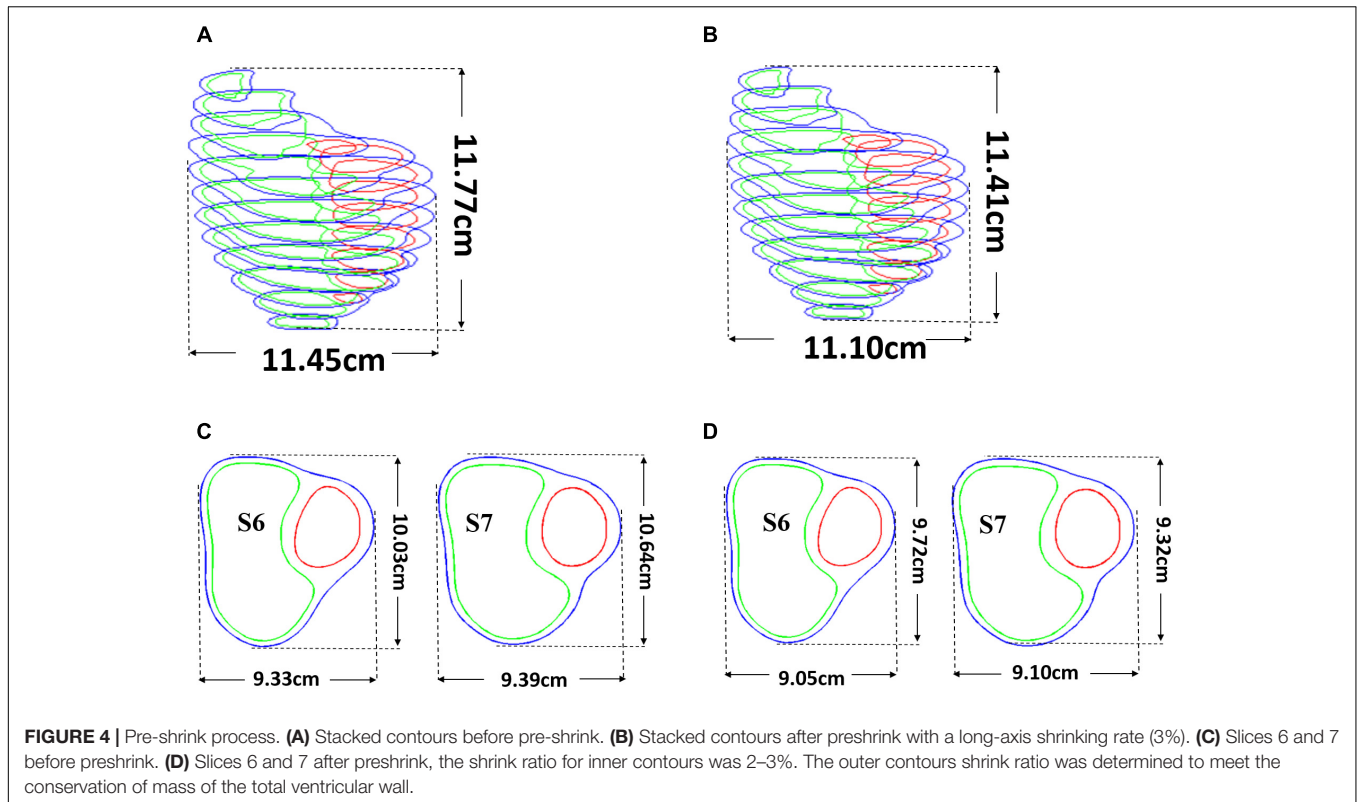 A
B
11.77cm
11.41cm
11.45cm
11.10cm
C
D
S6
10.03cm
S7
10.64cm
S6
9.72cm
S7
9.32cm
9.33cm
9.39cm
9.05cm
9.10cm
FIGURE 4 | Pre-shrink process. (A) Stacked contours before pre-shrink. (B) Stacked contours after preshrink with a long-axis shrinking rate (3%). (C) Slices 6 and 7
before preshrink. (D) Slices 6 and 7 after preshrink, the shrink ratio for inner contours was 2–3%. The outer contours shrink ratio was determined to meet the
conservation of mass of the total ventricular wall.